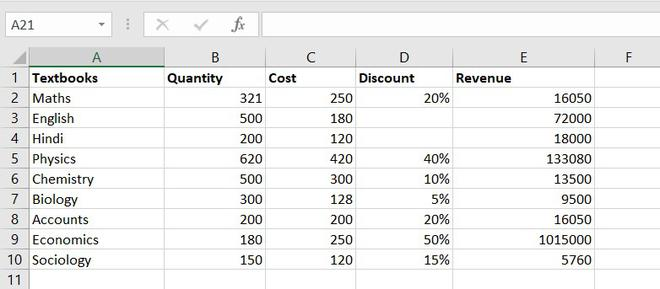 A21 fx
A B C D E F
1 Textbooks Quantity Cost Discount Revenue
2 Maths 321 250 20% 16050
3 English 500 180 72000
4 Hindi 200 120 18000
5 Physics 620 420 40% 133080
6 Chemistry 500 300 10% 13500
7 Biology 300 128 5% 9500
8 Accounts 200 200 20% 16050
9 Economics 180 250 50% 1015000
10 Sociology 150 120 15% 5760
11